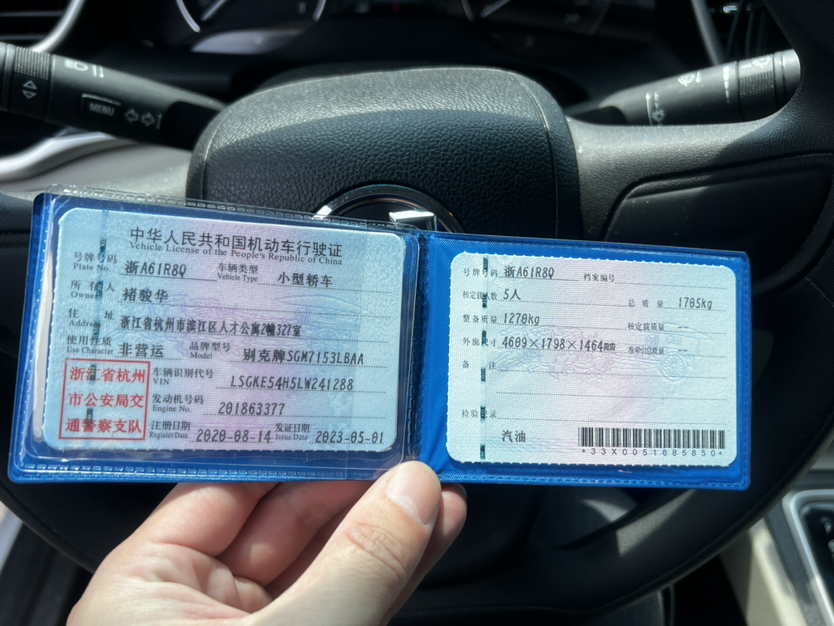 MENU
中华人民共和国机动车行驶证
Vehicle License of the People's Republic of China
号牌号码 Plate No. 浙A61R8Q 车辆类型 Vehicle Type 小型轿车
所有人 Owner 褚骏华
住址 Address 浙江省杭州市滨江区人才公寓2幢327室
使用性质 Use Character 非营运 品牌型号 Model 别克牌SGM7153LBAA
浙江省杭州
市公安局交
通警察支队
车辆识别代号 VIN LSGKE54H5LW241288
发动机号码 Engine No. 201863377
注册日期 Register Date 2020-08-14 发证日期 Issue Date 2023-05-01
号牌号码 浙A61R8Q 档案编号
核定载人数 5人 总质量 1705kg
整备质量 1270kg 核定载质量 --
外廓尺寸 4609×1798×1464mm 准牵引总质量 --
备注
检验记录
汽油
*33X0051685850*